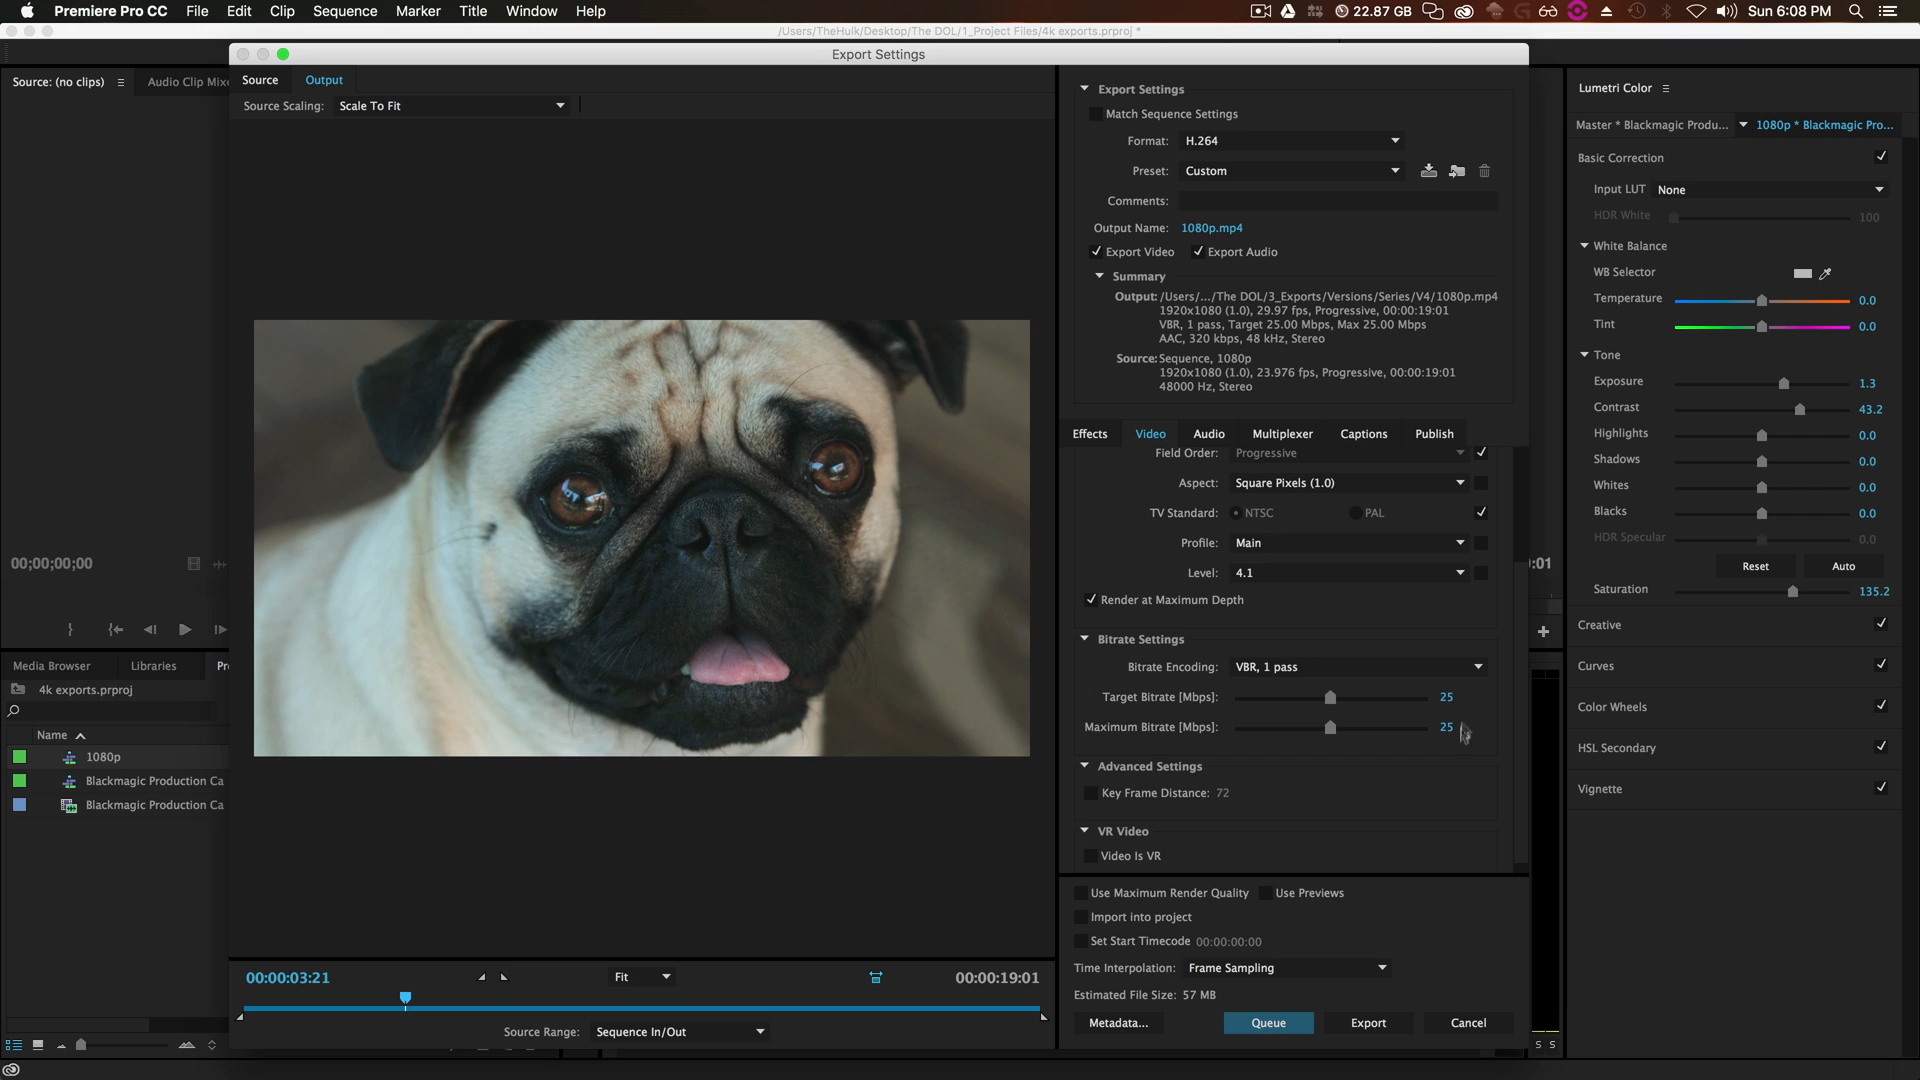 Premiere Pro CC File Edit Clip Sequence Marker Title Window Help 22.87 GB Sun 6:08 PM
/Users/TheHulk/Desktop/The DOL/1_Project Files/4k exports.prproj *
Export Settings
Source: (no clips)
Audio Clip Mixe
Source Output
Source Scaling: Scale To Fit
00;00;00;00
Media Browser Libraries Pr
4k exports.prproj
Name
1080p
Blackmagic Production Ca
Blackmagic Production Ca
00:00:03:21 Fit 00:00:19:01
Source Range: Sequence In/Out
Export Settings
Match Sequence Settings
Format: H.264
Preset: Custom
Comments:
Output Name: 1080p.mp4
Export Video Export Audio
Summary
Output: /Users/.../The DOL/3_Exports/Versions/Series/V4/1080p.mp4
1920x1080 (1.0), 29.97 fps, Progressive, 00:00:19:01
VBR, 1 pass, Target 25.00 Mbps, Max 25.00 Mbps
AAC, 320 kbps, 48 kHz, Stereo
Source: Sequence, 1080p
1920x1080 (1.0), 23.976 fps, Progressive, 00:00:19:01
48000 Hz, Stereo
Effects Video Audio Multiplexer Captions Publish
Field Order: Progressive
Aspect: Square Pixels (1.0)
TV Standard: NTSC PAL
Profile: Main
Level: 4.1
Render at Maximum Depth
Bitrate Settings
Bitrate Encoding: VBR, 1 pass
Target Bitrate [Mbps]: 25
Maximum Bitrate [Mbps]: 25
Advanced Settings
Key Frame Distance: 72
VR Video
Video Is VR
Use Maximum Render Quality Use Previews
Import into project
Set Start Timecode 00:00:00:00
Time Interpolation: Frame Sampling
Estimated File Size: 57 MB
Metadata... Queue Export Cancel
:01
S S
Lumetri Color
Master * Blackmagic Produ... 1080p * Blackmagic Pro...
Basic Correction
Input LUT None
HDR White 100
White Balance
WB Selector
Temperature 0.0
Tint 0.0
Tone
Exposure 1.3
Contrast 43.2
Highlights 0.0
Shadows 0.0
Whites 0.0
Blacks 0.0
HDR Specular 0.0
Reset Auto
Saturation 135.2
Creative
Curves
Color Wheels
HSL Secondary
Vignette